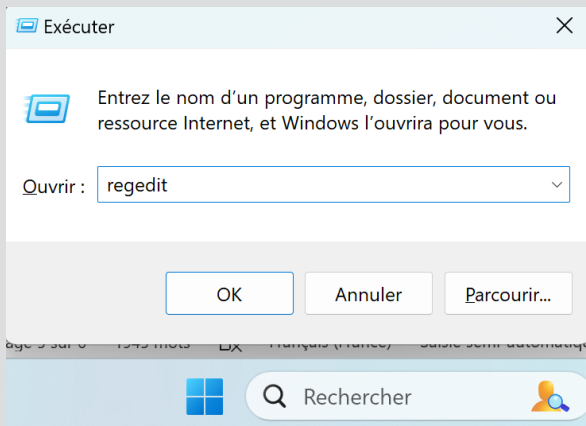 Exécuter
Entrez le nom d'un programme, dossier, document ou
ressource Internet, et Windows l'ouvrira pour vous.
Ouvrir : regedit
OK Annuler Parcourir...
Rechercher